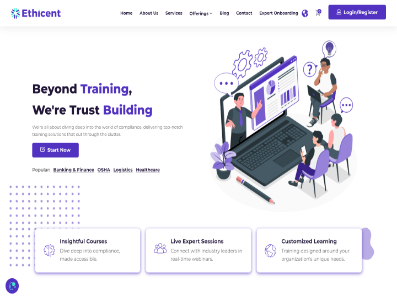 Ethicent
Home About Us Services Offerings Blog Contact Expert Onboarding
Login/Register
Beyond Training,
We're Trust Building
We're all about diving deep into the world of compliance, delivering top-notch
training solutions that cut through the clutter.
Start Now
Popular: Banking & Finance OSHA Logistics Healthcare
Insightful Courses
Dive deep into compliance,
made accessible.
Live Expert Sessions
Connect with industry leaders in
real-time webinars.
Customized Learning
Training designed around your
organization's unique needs.